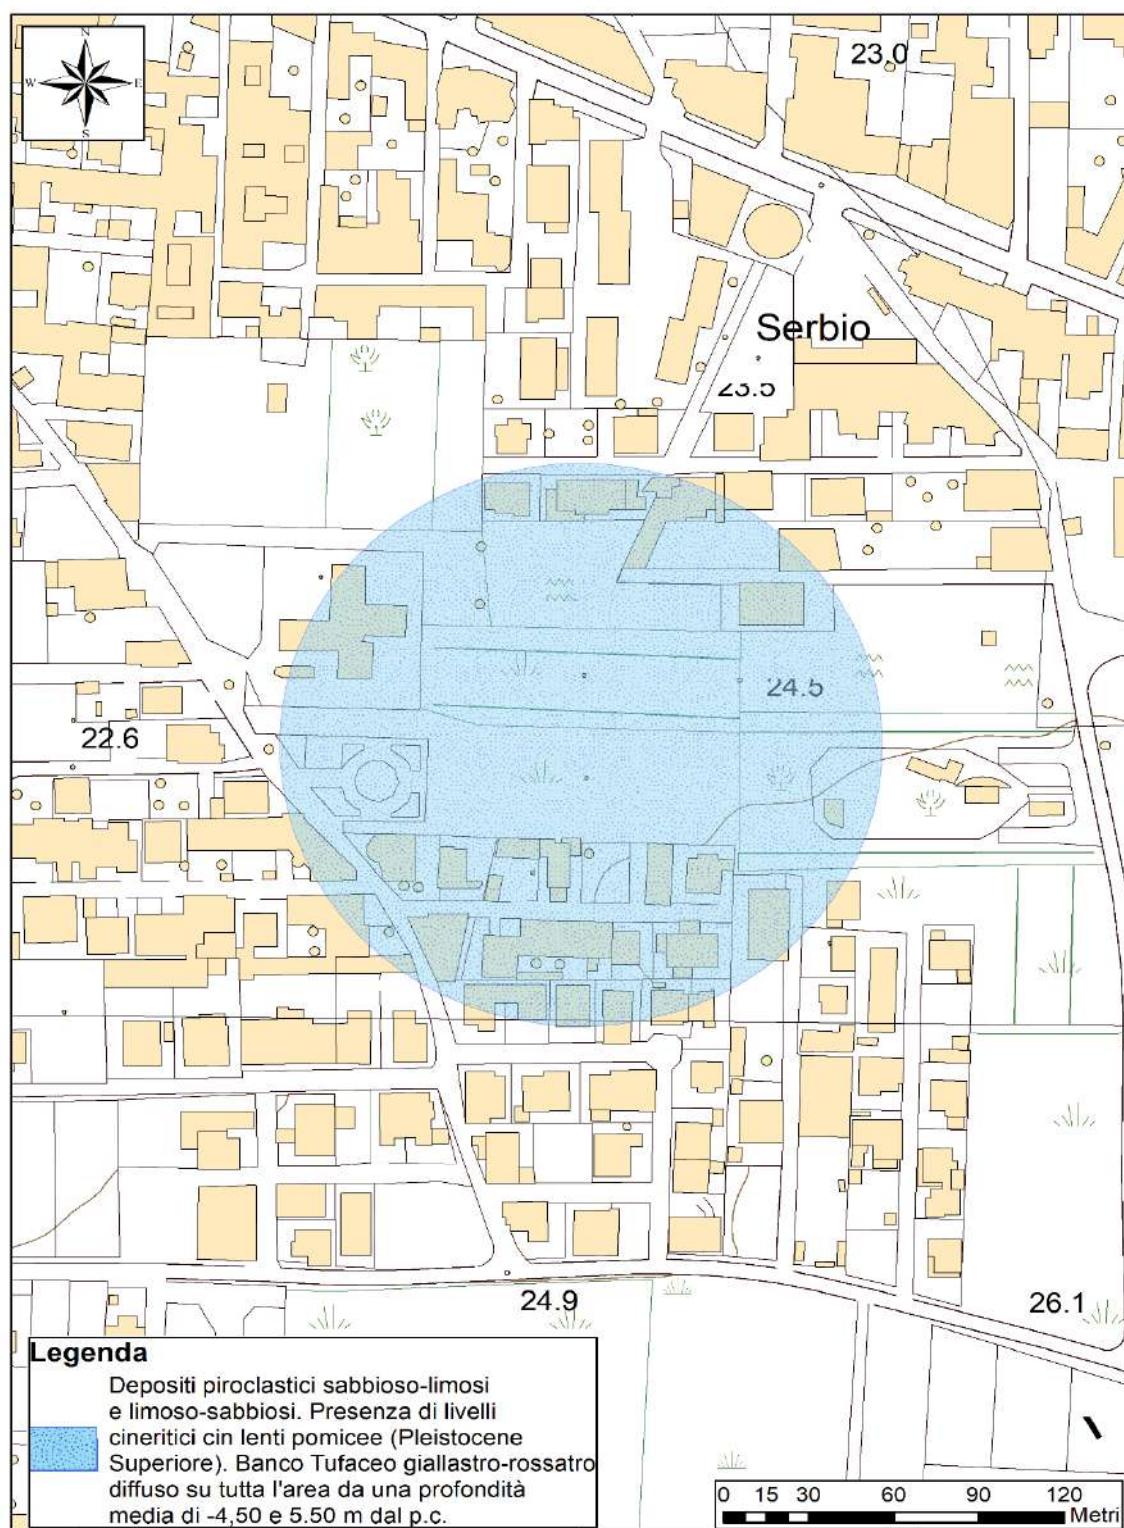 N
W E
S
23.0
Serbio
23.5
24.5
22.6
24.9
26.1
Legenda
Depositi piroclastici sabbioso-limosi
e limoso-sabbiosi. Presenza di livelli
cineritici cin lenti pomicee (Pleistocene
Superiore). Banco Tufaceo giallastro-rossatro
diffuso su tutta l'area da una profondità
media di -4,50 e 5.50 m dal p.c.
0 15 30 60 90 120
Metri